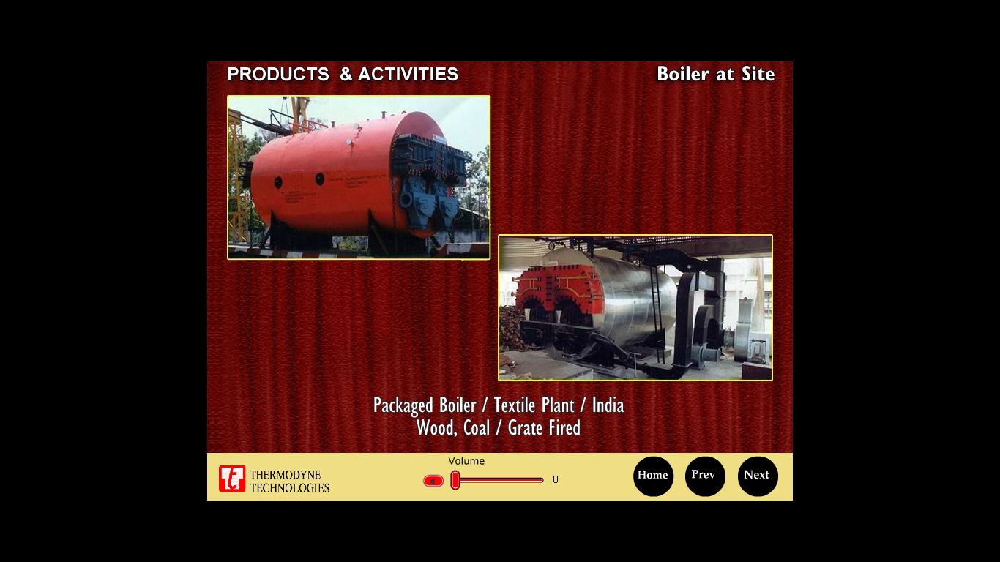 PRODUCTS & ACTIVITIES
Boiler at Site
Packaged Boiler / Textile Plant / India
Wood, Coal / Grate Fired
THERMODYNE
TECHNOLOGIES
Volume
0
Home
Prev
Next